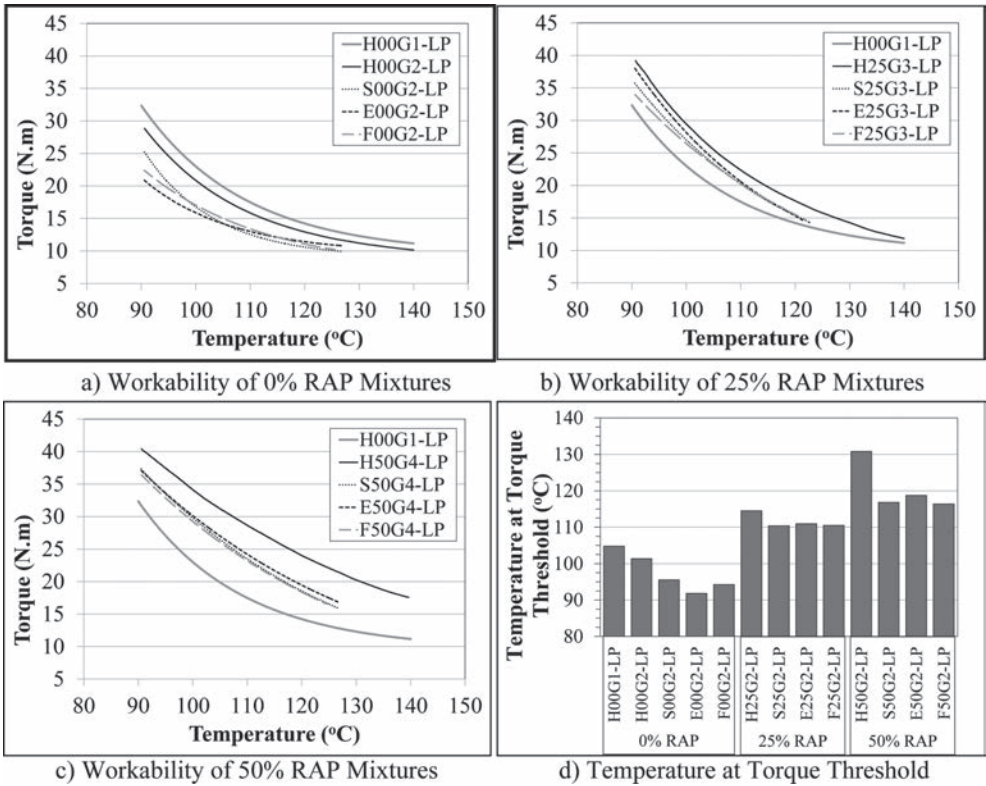 45
40
35
30
25
20
15
10
5
Torque (N.m)
80 90 100 110 120 130 140 150
Temperature (ºC)
H00G1-LP
H00G2-LP
S00G2-LP
E00G2-LP
F00G2-LP
a) Workability of 0% RAP Mixtures
45
40
35
30
25
20
15
10
5
Torque (N.m)
80 90 100 110 120 130 140 150
Temperature (ºC)
H00G1-LP
H25G3-LP
S25G3-LP
E25G3-LP
F25G3-LP
b) Workability of 25% RAP Mixtures
45
40
35
30
25
20
15
10
5
Torque (N.m)
80 90 100 110 120 130 140 150
Temperature (ºC)
H00G1-LP
H50G4-LP
S50G4-LP
E50G4-LP
F50G4-LP
c) Workability of 50% RAP Mixtures
140
130
120
110
100
90
80
Temperature at Torque
Threshold (ºC)
H00G1-LP
H00G2-LP
S00G2-LP
E00G2-LP
F00G2-LP
H25G2-LP
S25G2-LP
E25G2-LP
F25G2-LP
H50G2-LP
S50G2-LP
E50G2-LP
F50G2-LP
0% RAP 25% RAP 50% RAP
d) Temperature at Torque Threshold